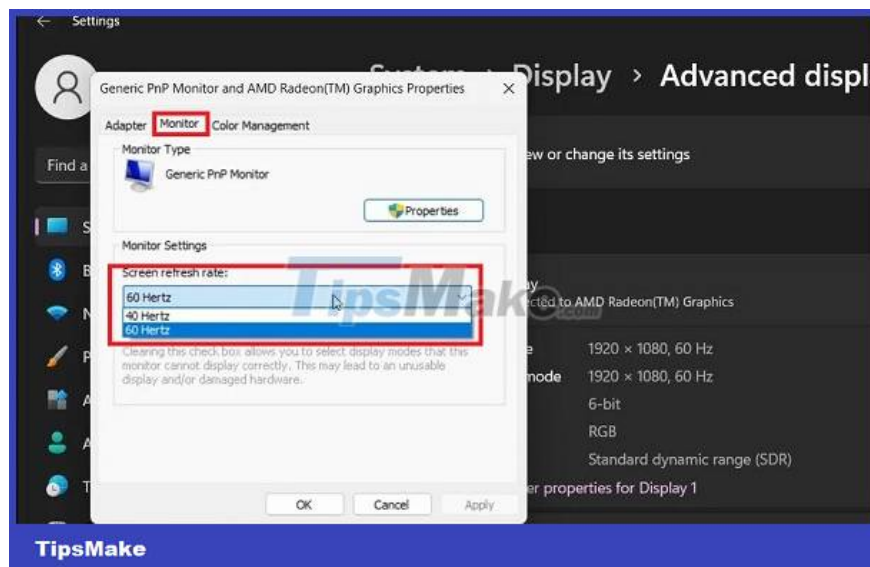 Settings
Display > Advanced displ
Generic PnP Monitor and AMD Radeon(TM) Graphics Properties
Adapter Monitor Color Management
Find a
Monitor Type
Generic PnP Monitor
Properties
ew or change its settings
Monitor Settings
Screen refresh rate:
60 Hertz
40 Hertz
60 Hertz
Clearing this check box allows you to select display modes that this
monitor cannot display correctly. This may lead to an unusable
display and/or damaged hardware.
TipsMake.com
ay
ected to AMD Radeon(TM) Graphics
e 1920 × 1080, 60 Hz
mode 1920 × 1080, 60 Hz
6-bit
RGB
Standard dynamic range (SDR)
er properties for Display 1
S
B
N
P
A
A
T
OK Cancel Apply
TipsMake